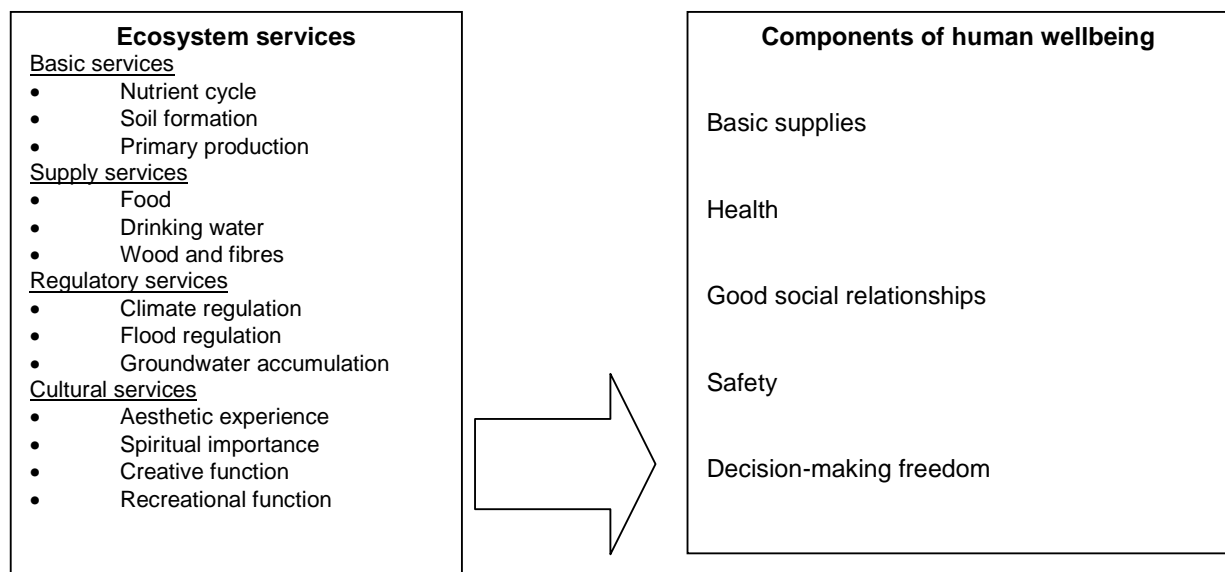 Ecosystem services
Basic services
• Nutrient cycle
• Soil formation
• Primary production
Supply services
• Food
• Drinking water
• Wood and fibres
Regulatory services
• Climate regulation
• Flood regulation
• Groundwater accumulation
Cultural services
• Aesthetic experience
• Spiritual importance
• Creative function
• Recreational function
Components of human wellbeing
Basic supplies
Health
Good social relationships
Safety
Decision-making freedom